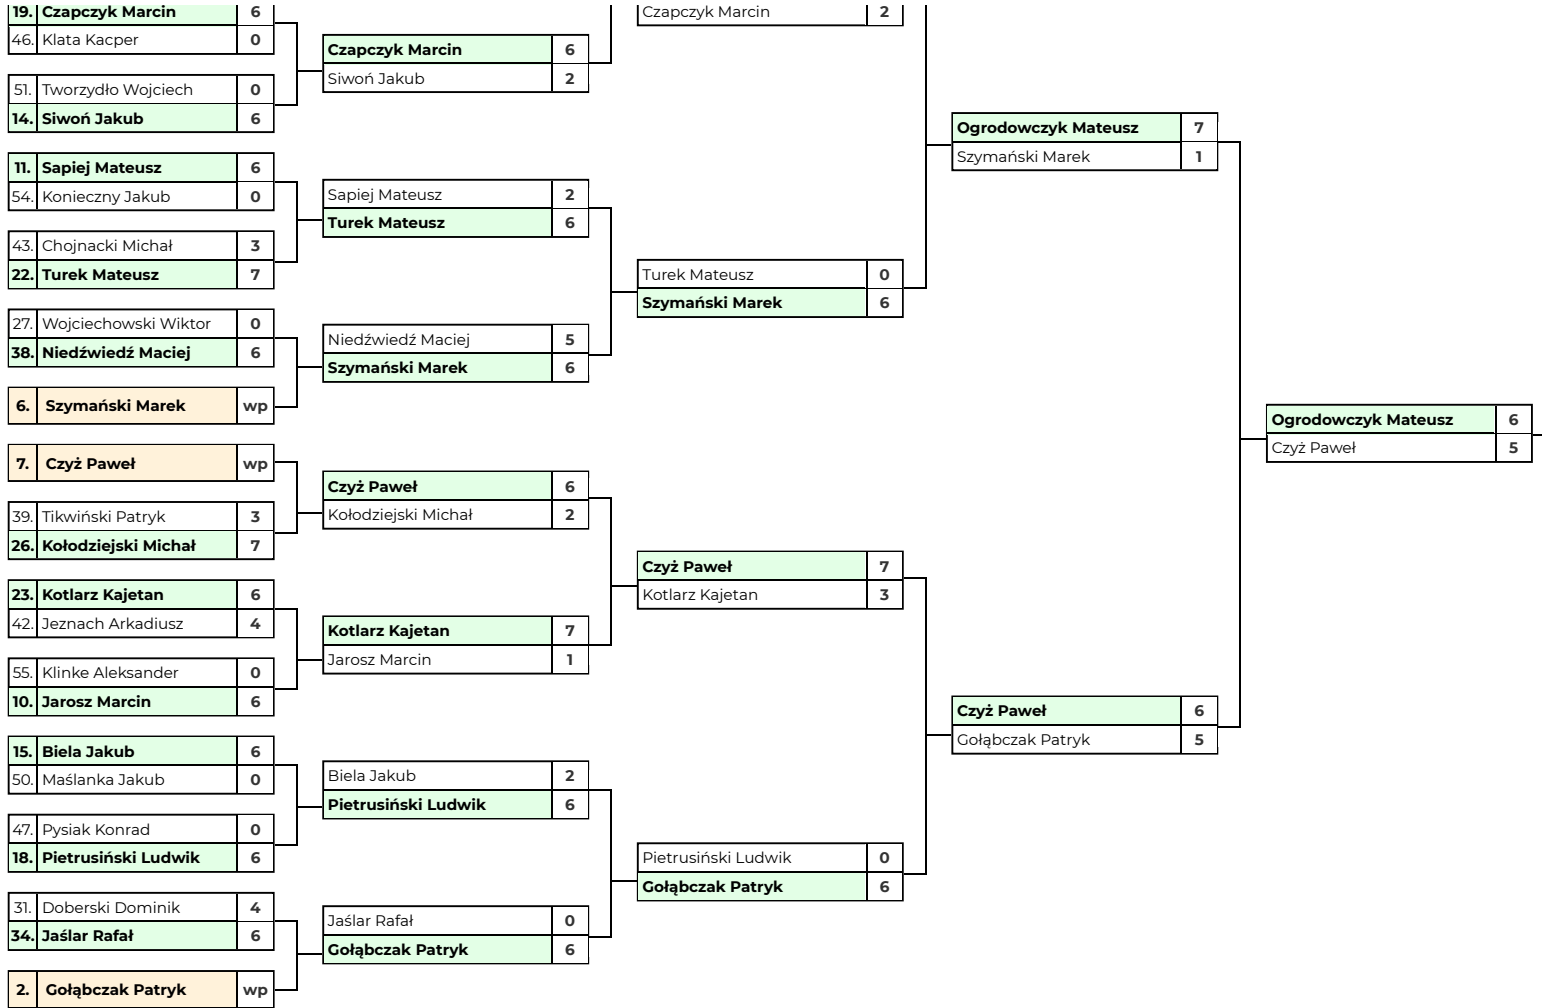 19. Czapczyk Marcin 6
46. Klata Kacper 0
51. Tworzydło Wojciech 0
14. Siwoń Jakub 6
11. Sapiej Mateusz 6
54. Konieczny Jakub 0
43. Chojnacki Michał 3
22. Turek Mateusz 7
27. Wojciechowski Wiktor 0
38. Niedźwiedź Maciej 6
6. Szymański Marek wp
7. Czyż Paweł wp
39. Tikwiński Patryk 3
26. Kołodziejski Michał 7
23. Kotlarz Kajetan 6
42. Jeznach Arkadiusz 4
55. Klinke Aleksander 0
10. Jarosz Marcin 6
15. Biela Jakub 6
50. Maślanka Jakub 0
47. Pysiak Konrad 0
18. Pietrusiński Ludwik 6
31. Doberski Dominik 4
34. Jaślar Rafał 6
2. Gołąbczak Patryk wp
Czapczyk Marcin 6
Siwoń Jakub 2
Sapiej Mateusz 2
Turek Mateusz 6
Niedźwiedź Maciej 5
Szymański Marek 6
Czyż Paweł 6
Kołodziejski Michał 2
Kotlarz Kajetan 7
Jarosz Marcin 1
Biela Jakub 2
Pietrusiński Ludwik 6
Jaślar Rafał 0
Gołąbczak Patryk 6
Czapczyk Marcin 2
Turek Mateusz 0
Szymański Marek 6
Czyż Paweł 7
Kotlarz Kajetan 3
Pietrusiński Ludwik 0
Gołąbczak Patryk 6
Ogrodowczyk Mateusz 7
Szymański Marek 1
Czyż Paweł 6
Gołąbczak Patryk 5
Ogrodowczyk Mateusz 6
Czyż Paweł 5